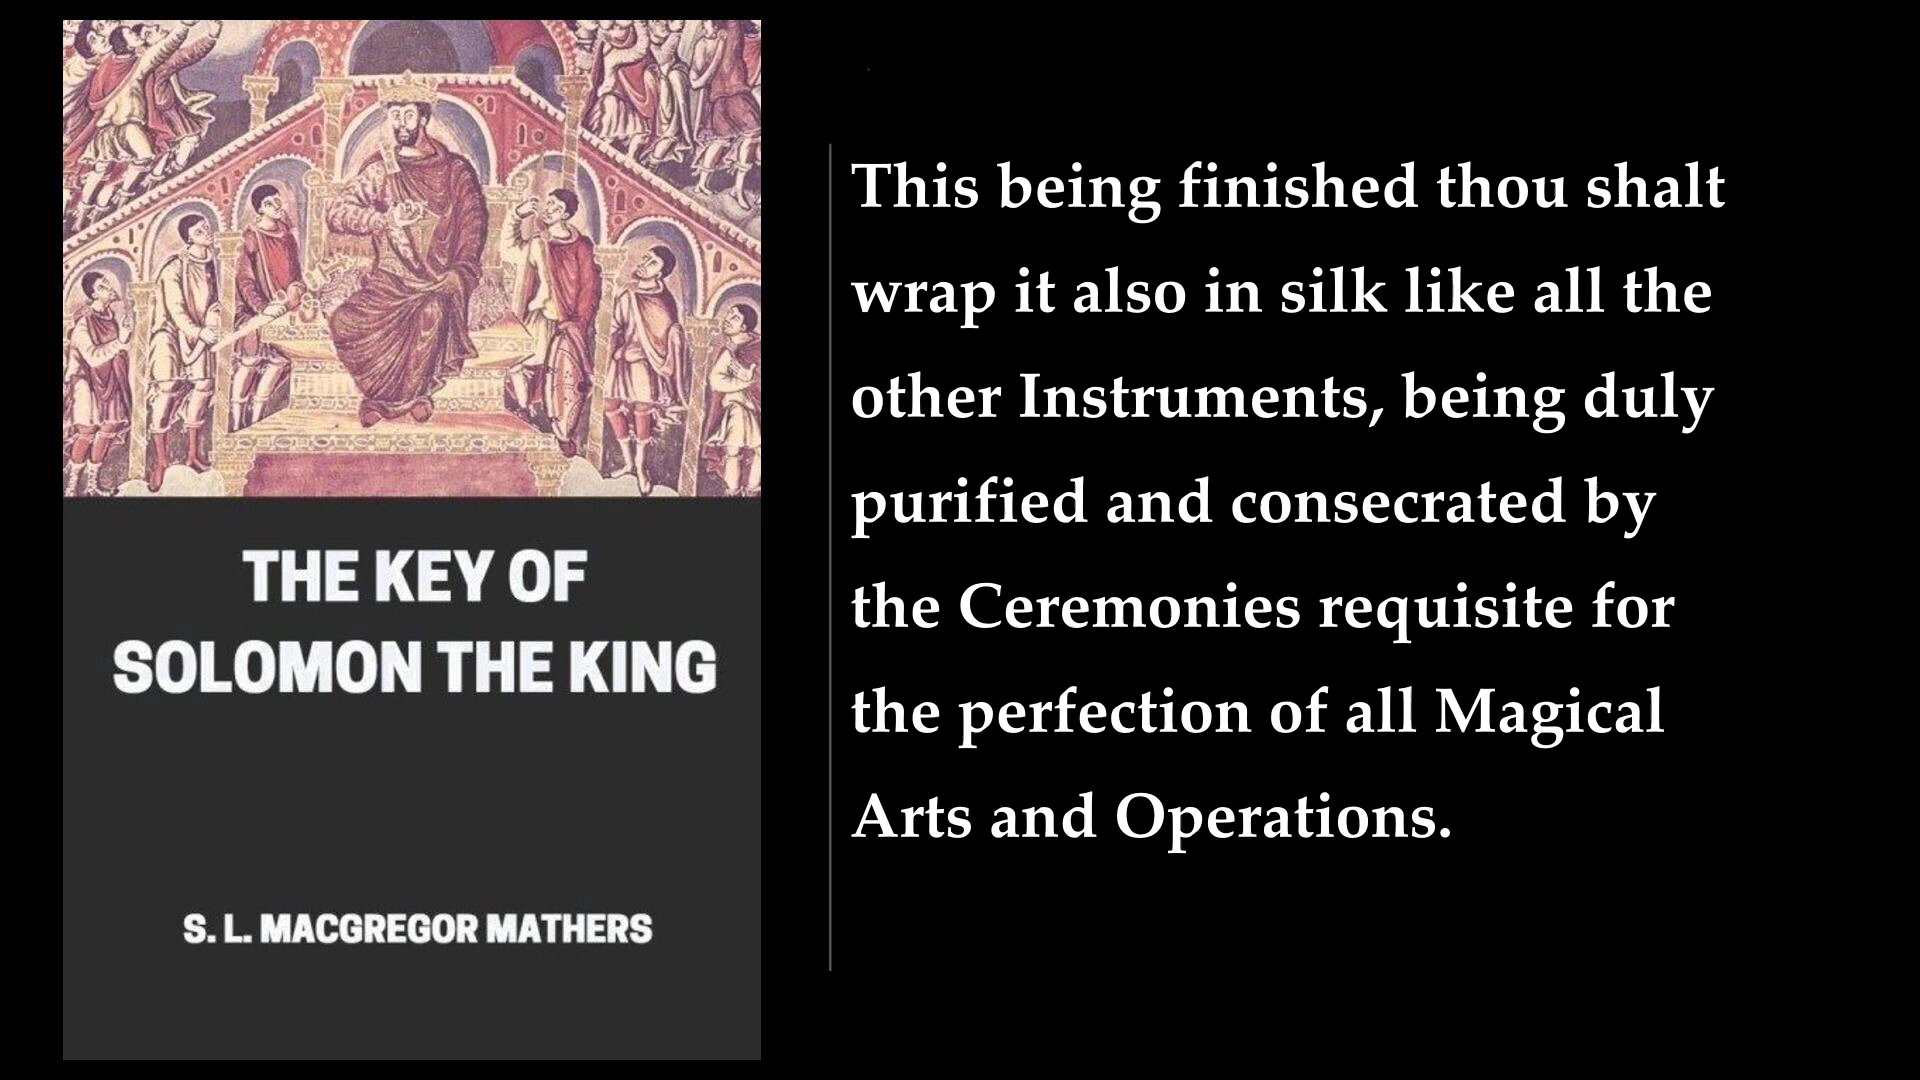 THE KEY OF
SOLOMON THE KING
S. L. MACGREGOR MATHERS
This being finished thou shalt
wrap it also in silk like all the
other Instruments, being duly
purified and consecrated by
the Ceremonies requisite for
the perfection of all Magical
Arts and Operations.